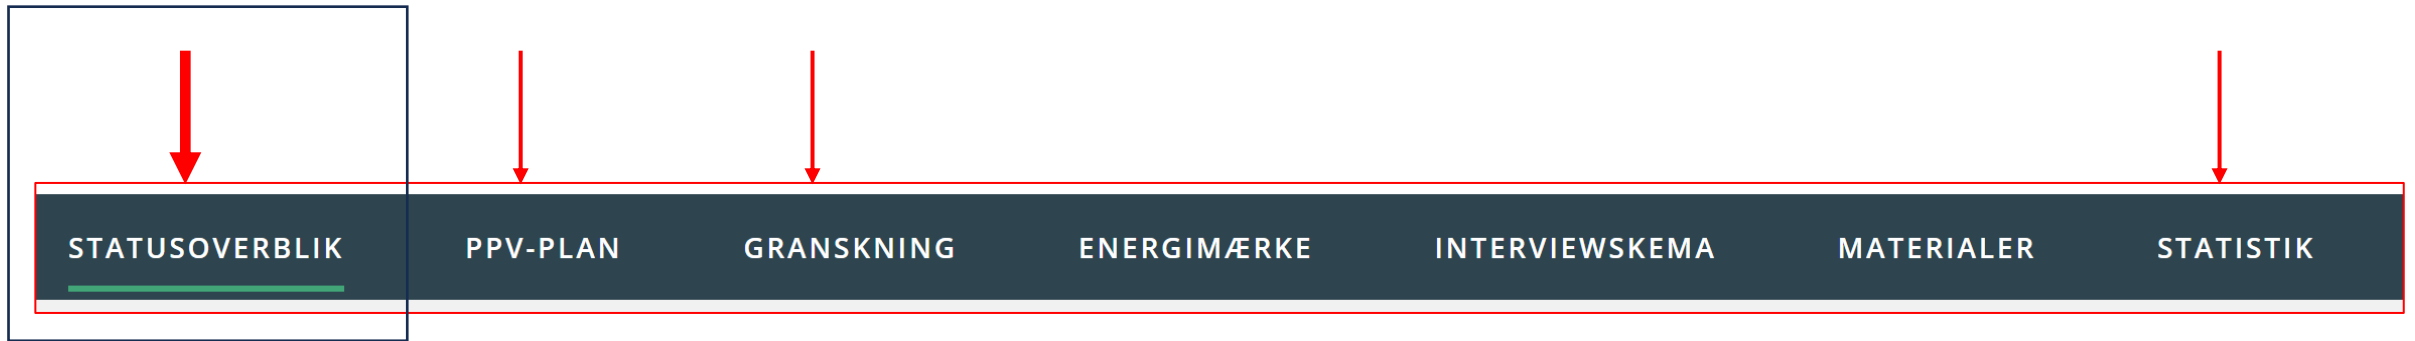 STATUSOVERBLIK PPV-PLAN GRANSKNING ENERGIMÆRKE INTERVIEWSKEMA MATERIALER STATISTIK